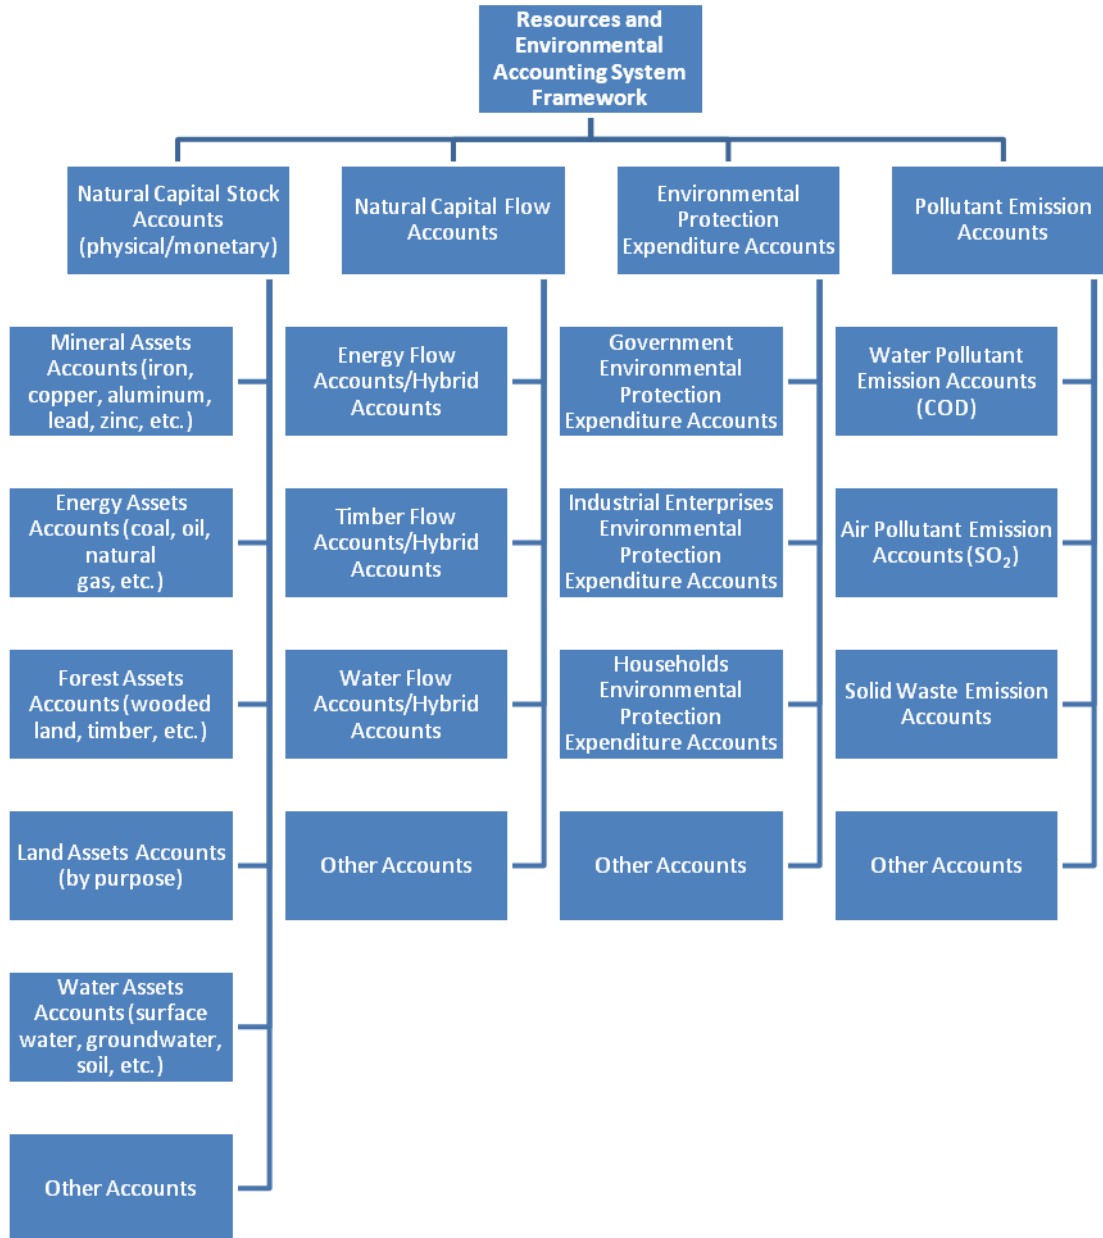 Resources and
Environmental
Accounting System
Framework
Natural Capital Stock
Accounts
(physical/monetary)
Natural Capital Flow
Accounts
Environmental
Protection
Expenditure Accounts
Pollutant Emission
Accounts
Mineral Assets
Accounts (iron,
copper, aluminum,
lead, zinc, etc.)
Energy Flow
Accounts/Hybrid
Accounts
Government
Environmental
Protection
Expenditure Accounts
Water Pollutant
Emission Accounts
(COD)
Energy Assets
Accounts (coal, oil,
natural
gas, etc.)
Timber Flow
Accounts/Hybrid
Accounts
Industrial Enterprises
Environmental
Protection
Expenditure Accounts
Air Pollutant Emission
Accounts (SO₂)
Forest Assets
Accounts (wooded
land, timber, etc.)
Water Flow
Accounts/Hybrid
Accounts
Households
Environmental
Protection
Expenditure Accounts
Solid Waste Emission
Accounts
Land Assets Accounts
(by purpose)
Other Accounts
Other Accounts
Other Accounts
Water Assets
Accounts (surface
water, groundwater,
soil, etc.)
Other Accounts